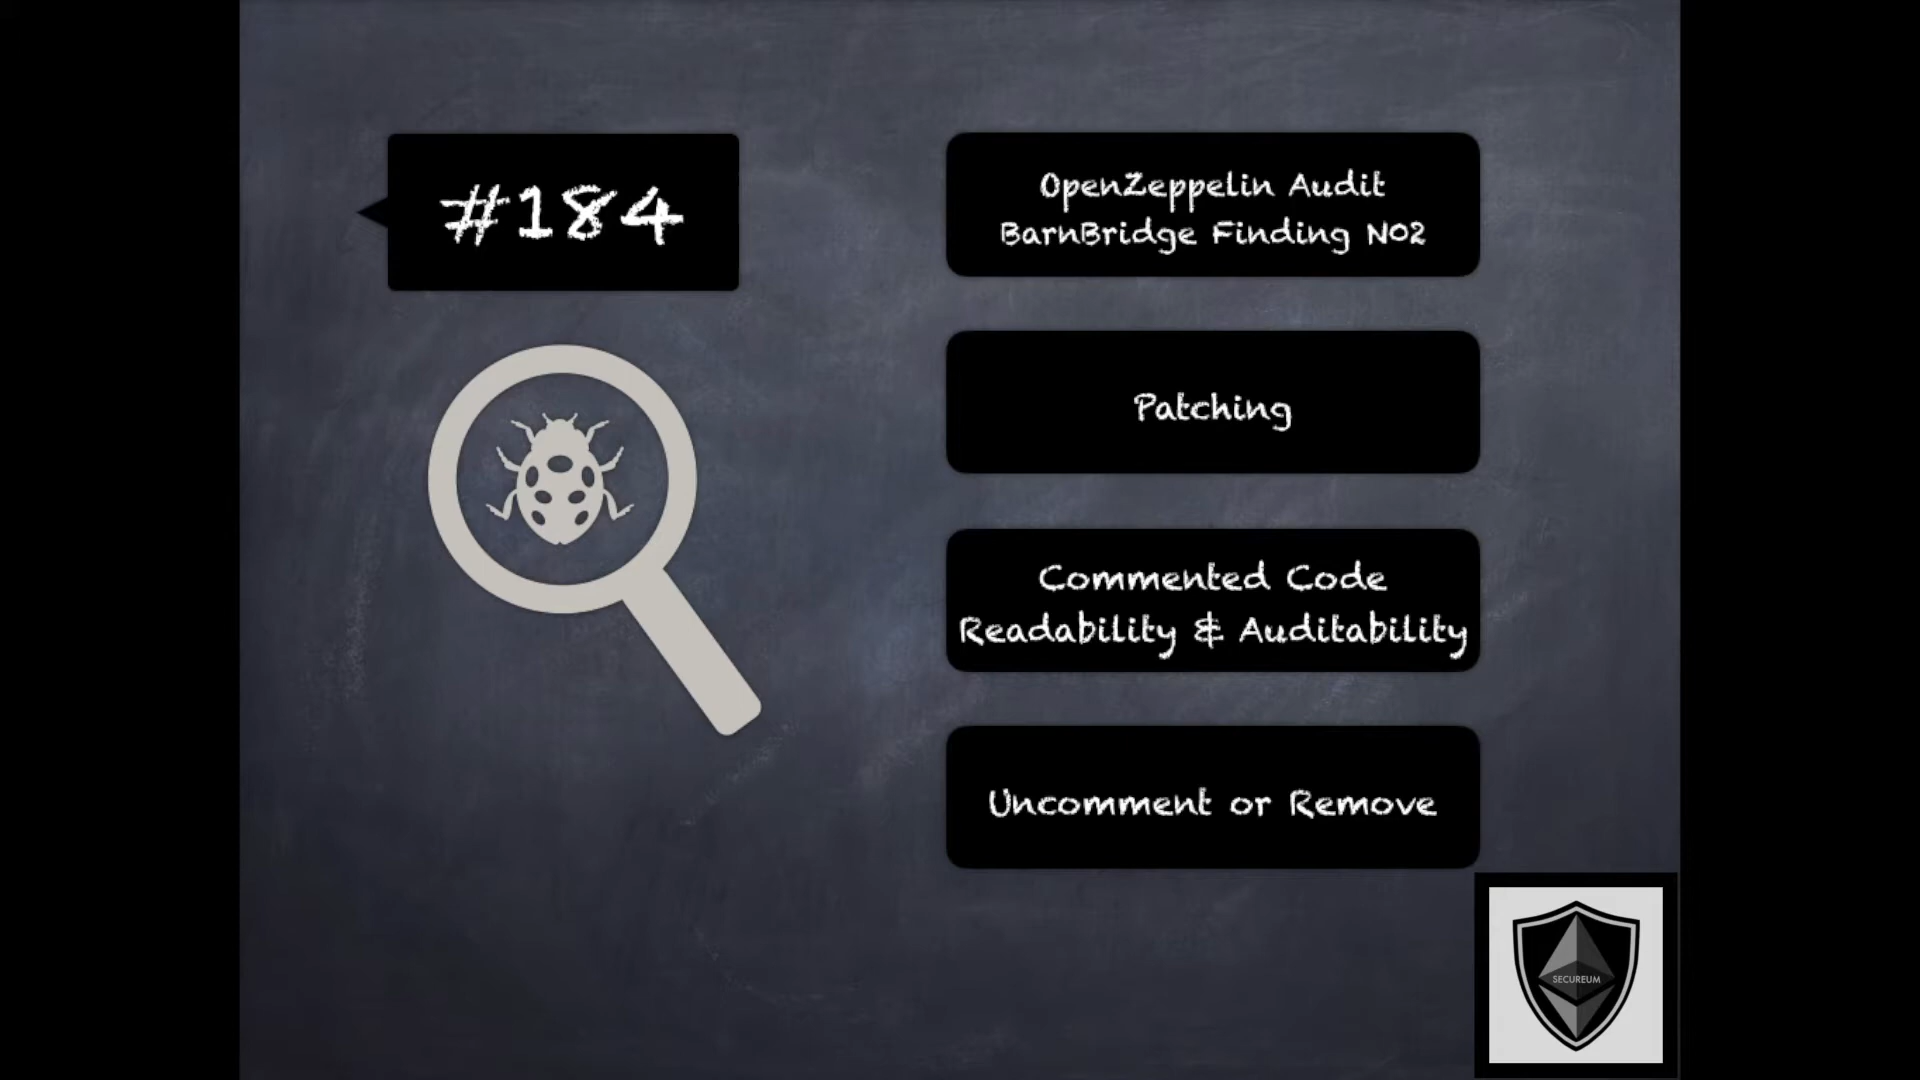 #184
OpenZeppelin Audit
BarnBridge Finding N02
Patching
Commented Code
Readability & Auditability
Uncomment or Remove
SECUREUM